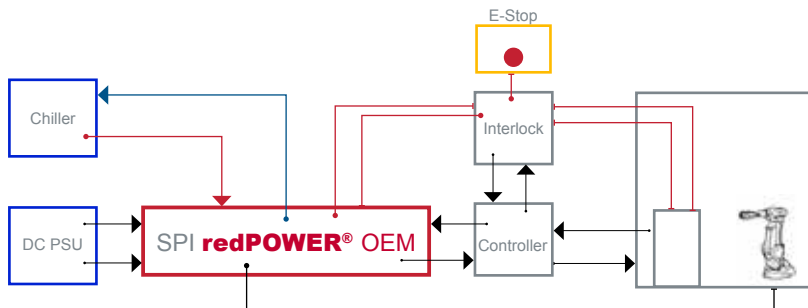 E-Stop
Chiller
Interlock
DC PSU
SPI redPOWER® OEM
Controller